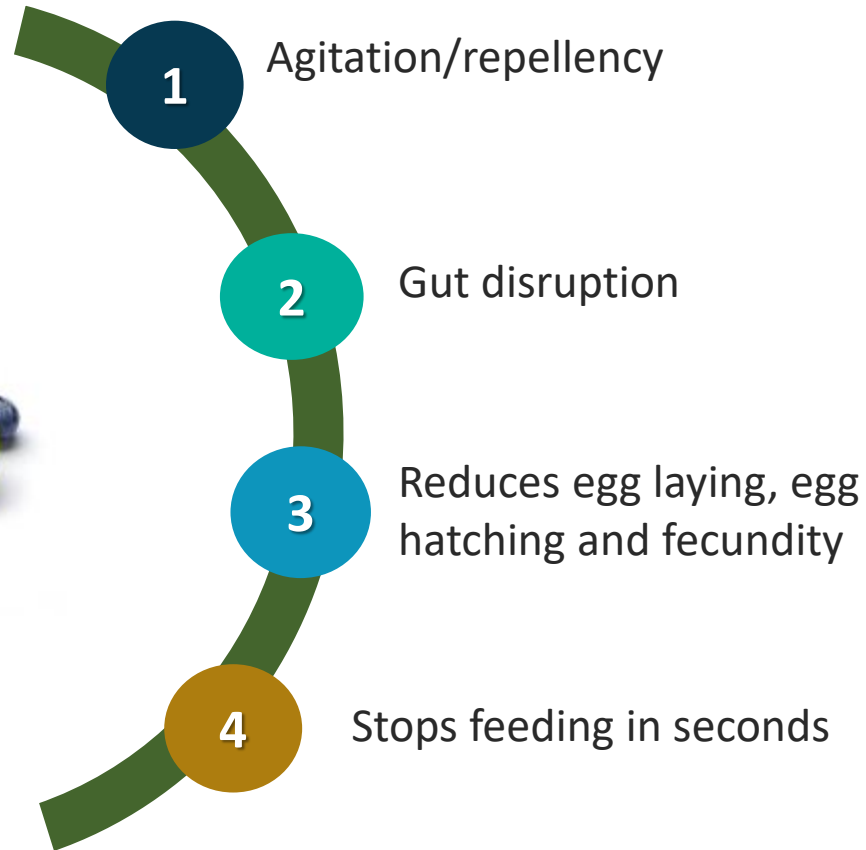 1
Agitation/repellency
2
Gut disruption
3
Reduces egg laying, egg
hatching and fecundity
4
Stops feeding in seconds